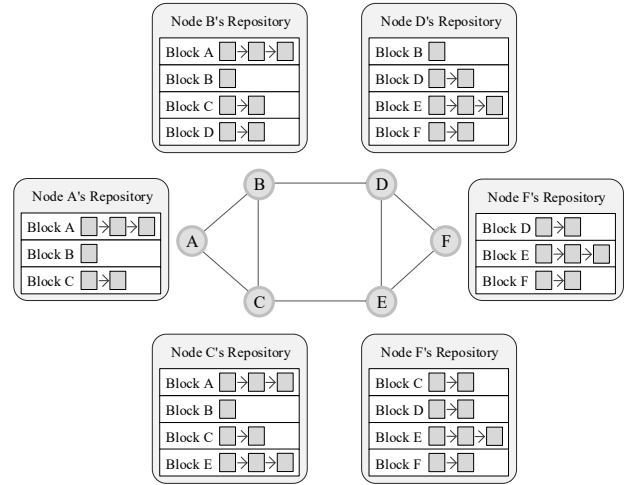 Node B's Repository
Block A
Block B
Block C
Block D
Node D's Repository
Block B
Block D
Block E
Block F
Node A's Repository
Block A
Block B
Block C
B
D
A
F
C
E
Node F's Repository
Block D
Block E
Block F
Node C's Repository
Block A
Block B
Block C
Block E
Node F's Repository
Block C
Block D
Block E
Block F